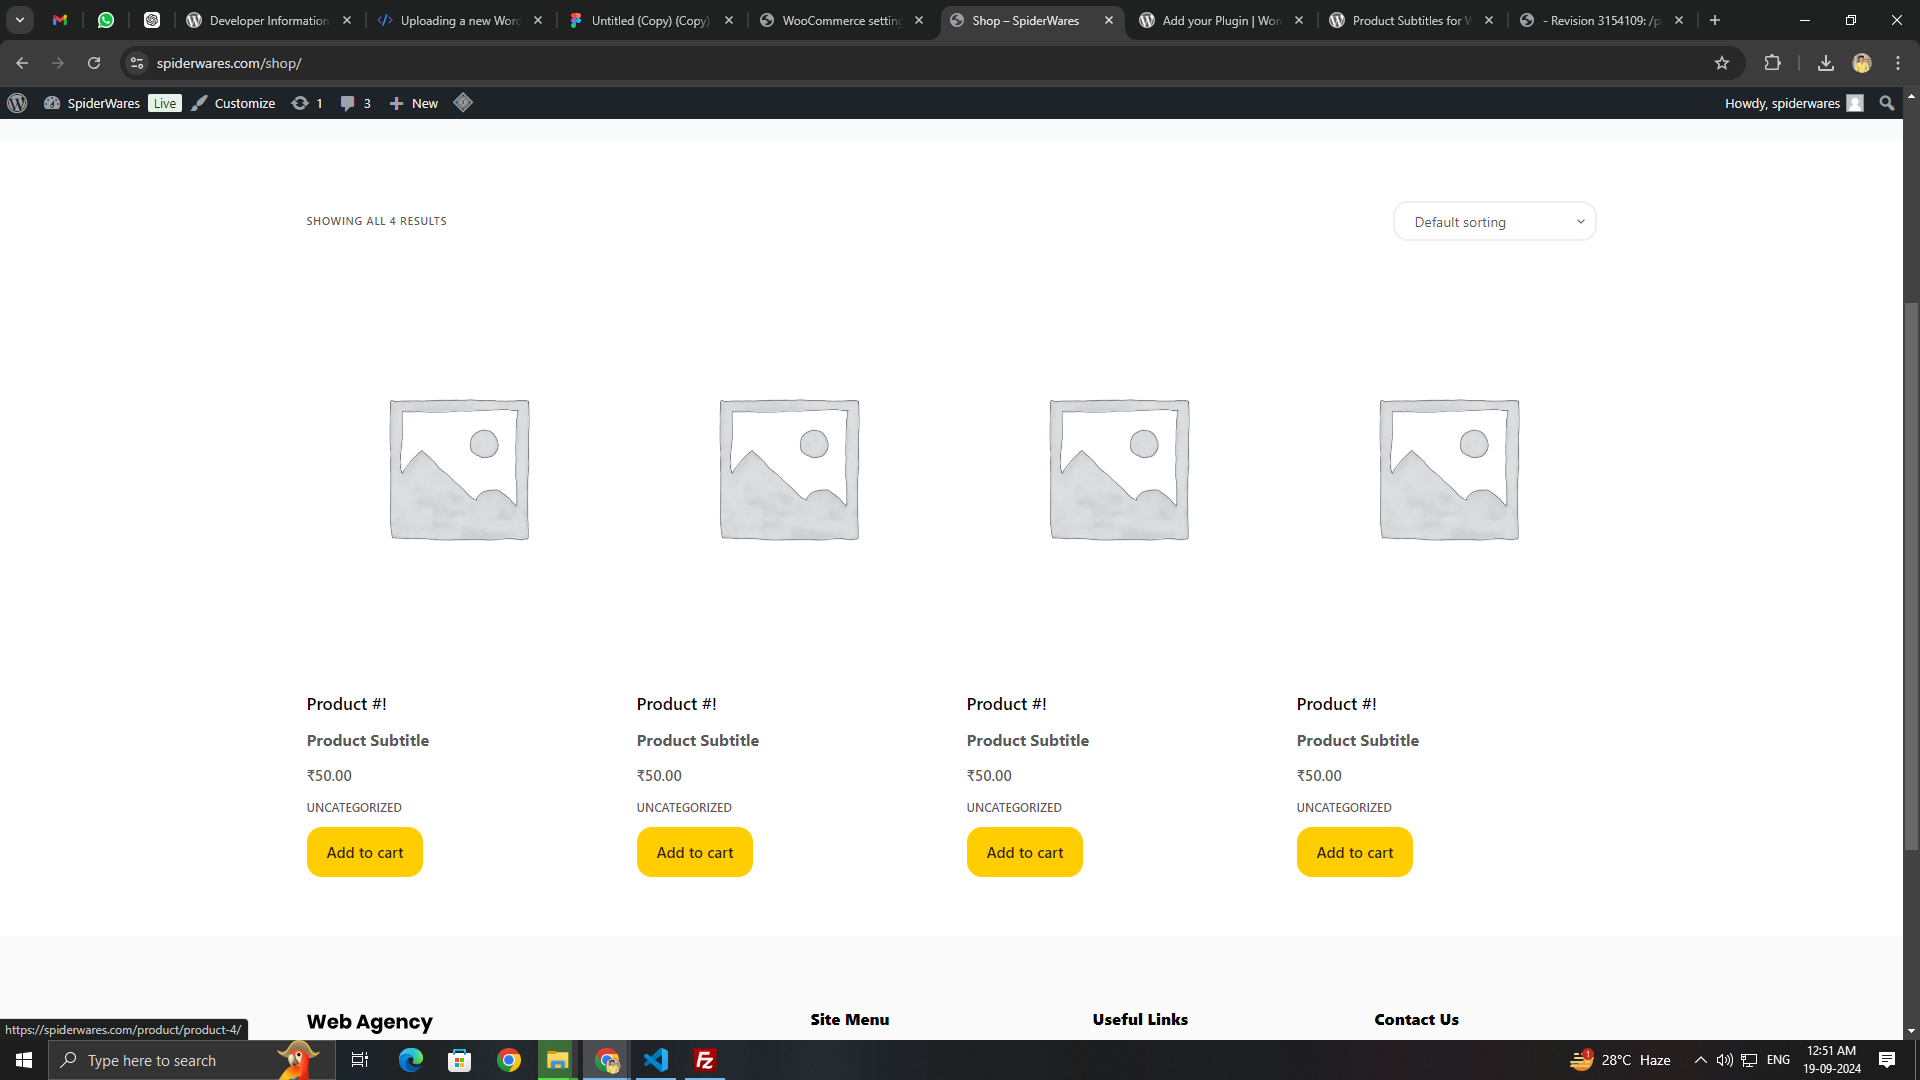 Developer Information
Uploading a new Word
Untitled (Copy) (Copy)
WooCommerce setting
Shop – SpiderWares
Add your Plugin | Wor
Product Subtitles for W
- Revision 3154109: /p
spiderwares.com/shop/
SpiderWares
Live
Customize
1
3
New
Howdy, spiderwares
SHOWING ALL 4 RESULTS
Default sorting
Product #!
Product #!
Product #!
Product #!
Product Subtitle
Product Subtitle
Product Subtitle
Product Subtitle
₹50.00
₹50.00
₹50.00
₹50.00
UNCATEGORIZED
UNCATEGORIZED
UNCATEGORIZED
UNCATEGORIZED
Add to cart
Add to cart
Add to cart
Add to cart
Web Agency
Site Menu
Useful Links
Contact Us
https://spiderwares.com/product/product-4/
Type here to search
1
28°C Haze
ENG
12:51 AM
19-09-2024